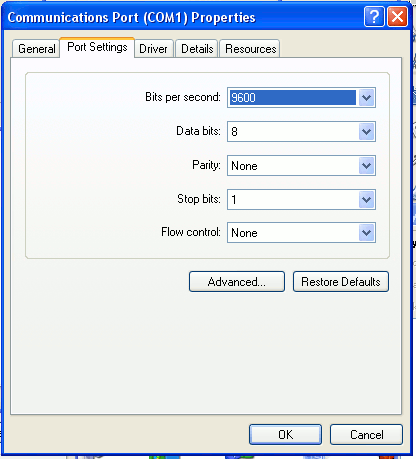 Communications Port (COM1) Properties
General Port Settings Driver Details Resources
Bits per second: 9600
Data bits: 8
Parity: None
Stop bits: 1
Flow control: None
Advanced... Restore Defaults
OK Cancel